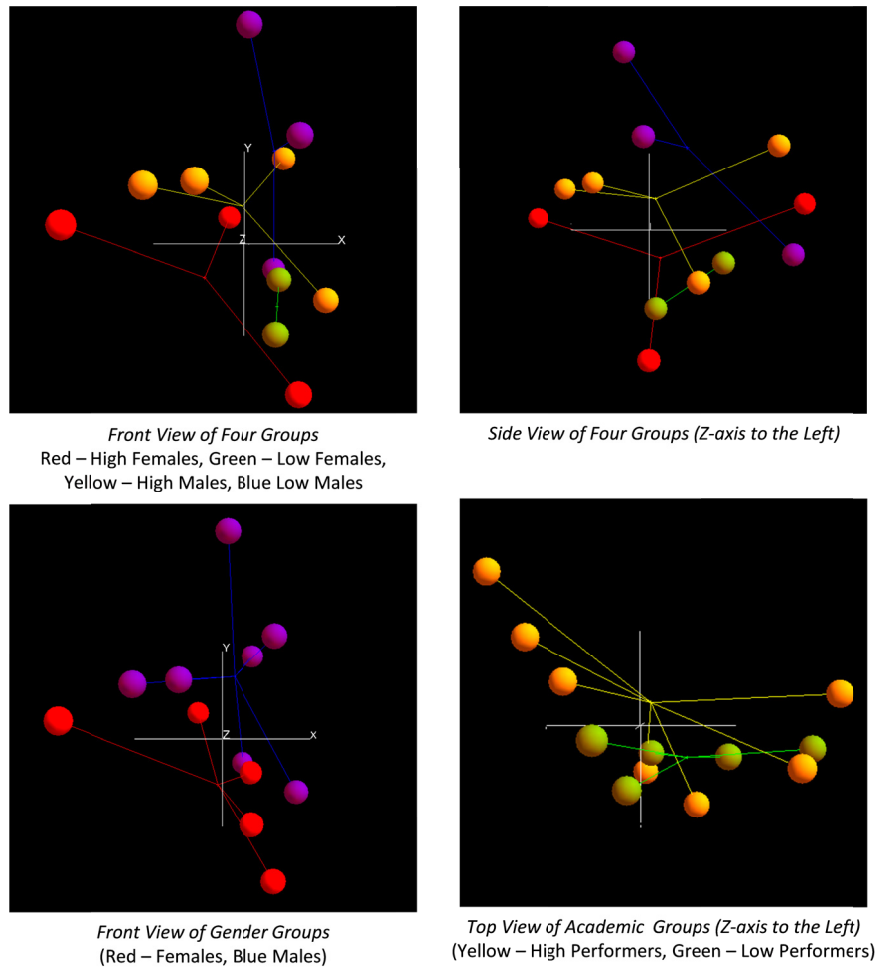 Y
Z
X
Front View of Four Groups
Red – High Females, Green – Low Females,
Yellow – High Males, Blue Low Males
Side View of Four Groups (Z-axis to the Left)
Y
Z
X
Front View of Gender Groups
(Red – Females, Blue Males)
Top View of Academic Groups (Z-axis to the Left)
(Yellow – High Performers, Green – Low Performers)